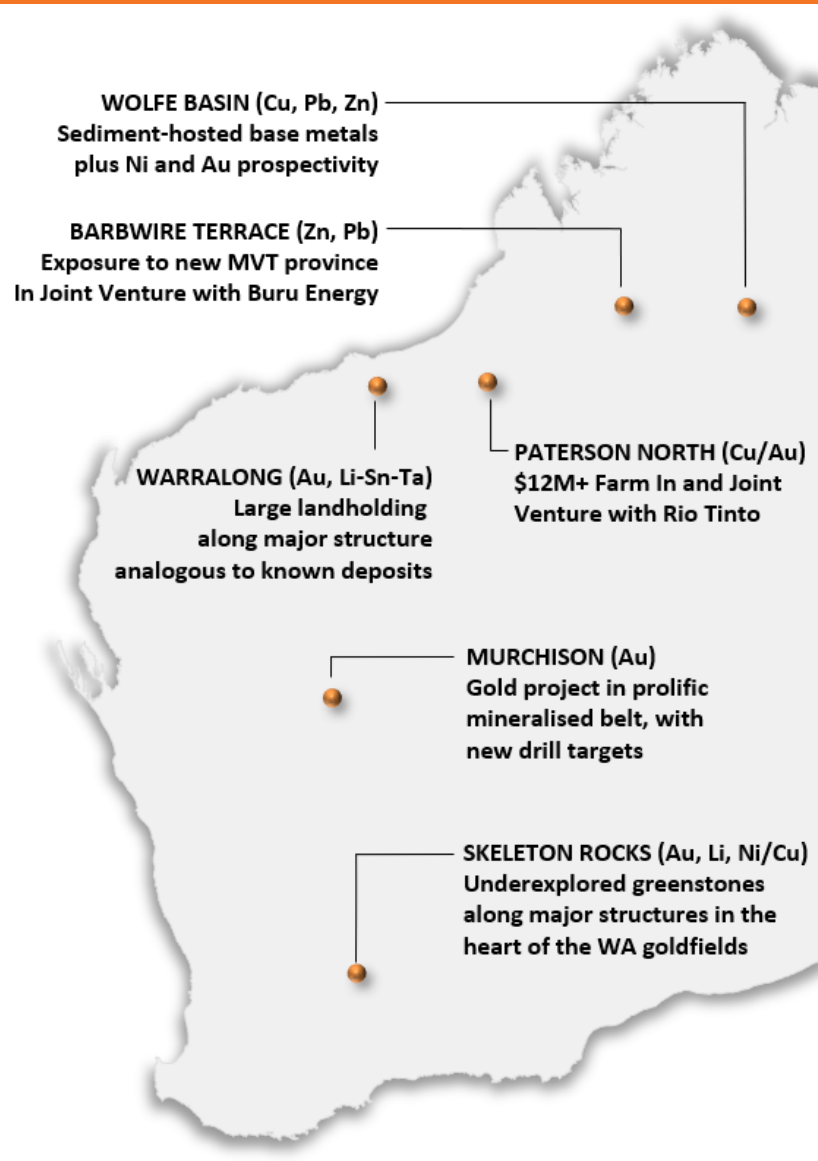 WOLFE BASIN (Cu, Pb, Zn)
Sediment-hosted base metals
plus Ni and Au prospectivity
BARBWIRE TERRACE (Zn, Pb)
Exposure to new MVT province
In Joint Venture with Buru Energy
WARRALONG (Au, Li-Sn-Ta)
Large landholding
along major structure
analogous to known deposits
PATERSON NORTH (Cu/Au)
$12M+ Farm In and Joint
Venture with Rio Tinto
MURCHISON (Au)
Gold project in prolific
mineralised belt, with
new drill targets
SKELETON ROCKS (Au, Li, Ni/Cu)
Underexplored greenstones
along major structures in the
heart of the WA goldfields